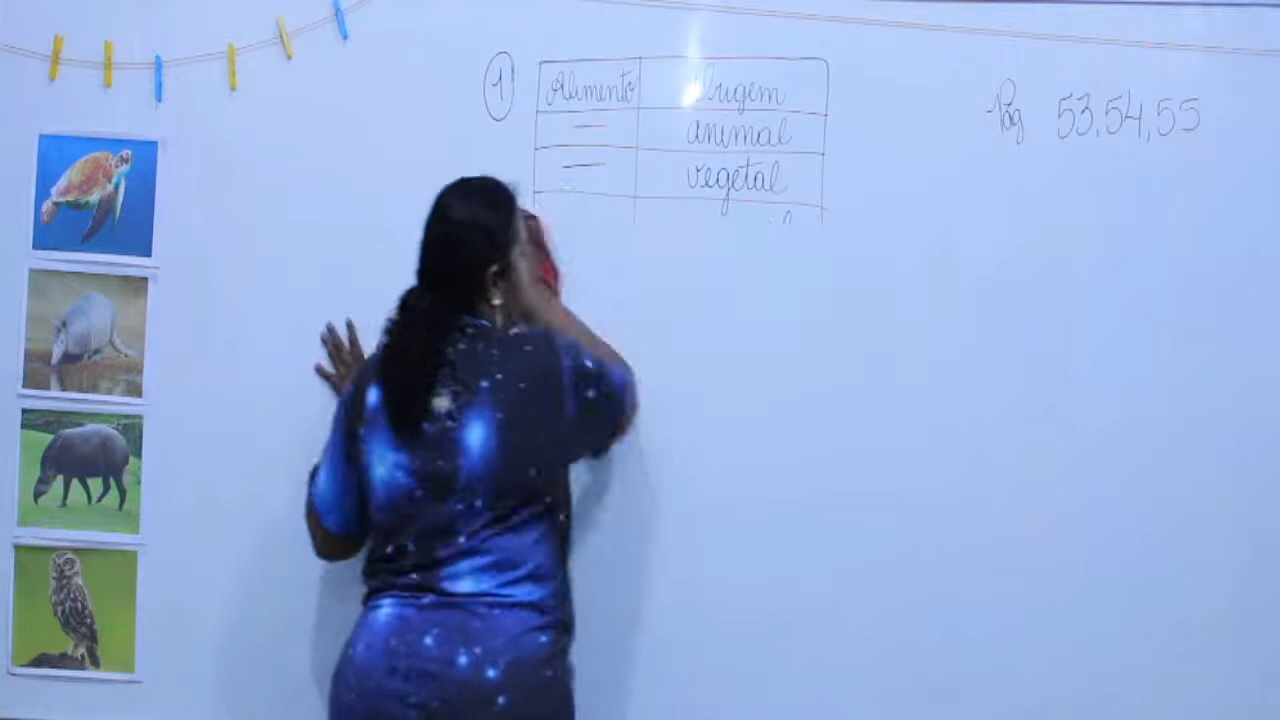 1
Alimento Origem
— animal
— vegetal
Pág 53, 54, 55